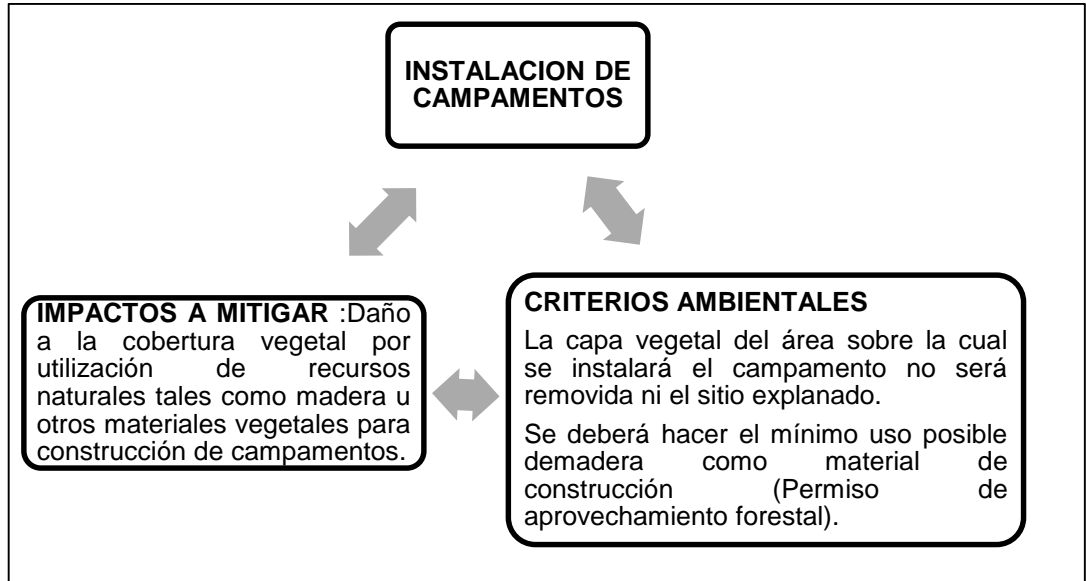 INSTALACION DE
CAMPAMENTOS
IMPACTOS A MITIGAR :Daño
a la cobertura vegetal por
utilización de recursos
naturales tales como madera u
otros materiales vegetales para
construcción de campamentos.
CRITERIOS AMBIENTALES
La capa vegetal del área sobre la cual
se instalará el campamento no será
removida ni el sitio explanado.
Se deberá hacer el mínimo uso posible
demadera como material de
construcción (Permiso de
aprovechamiento forestal).